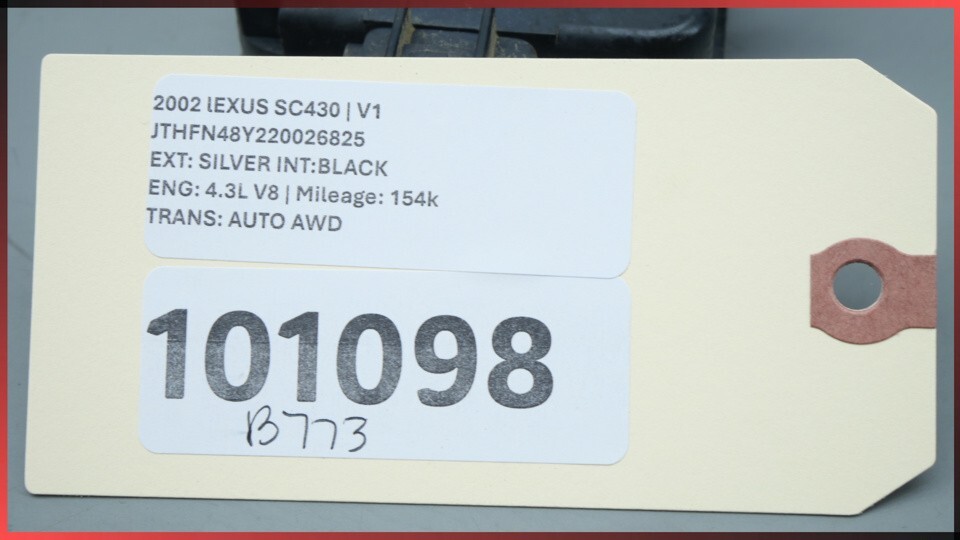 2002 lEXUS SC430 | V1
JTHFN48Y220026825
EXT: SILVER INT:BLACK
ENG: 4.3L V8 | Mileage: 154k
TRANS: AUTO AWD
101098
B773